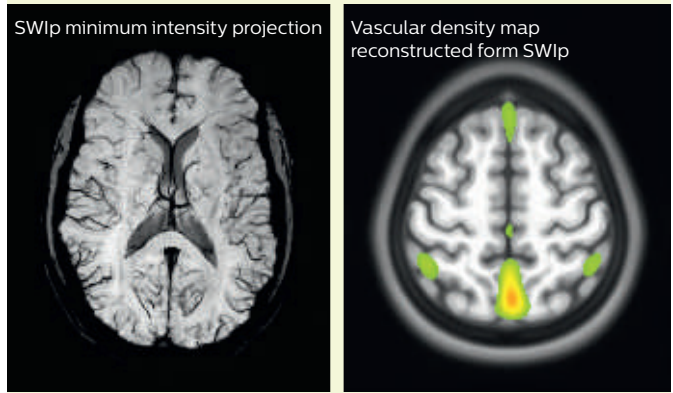 SWIp minimum intensity projection
Vascular density map
reconstructed form SWIp